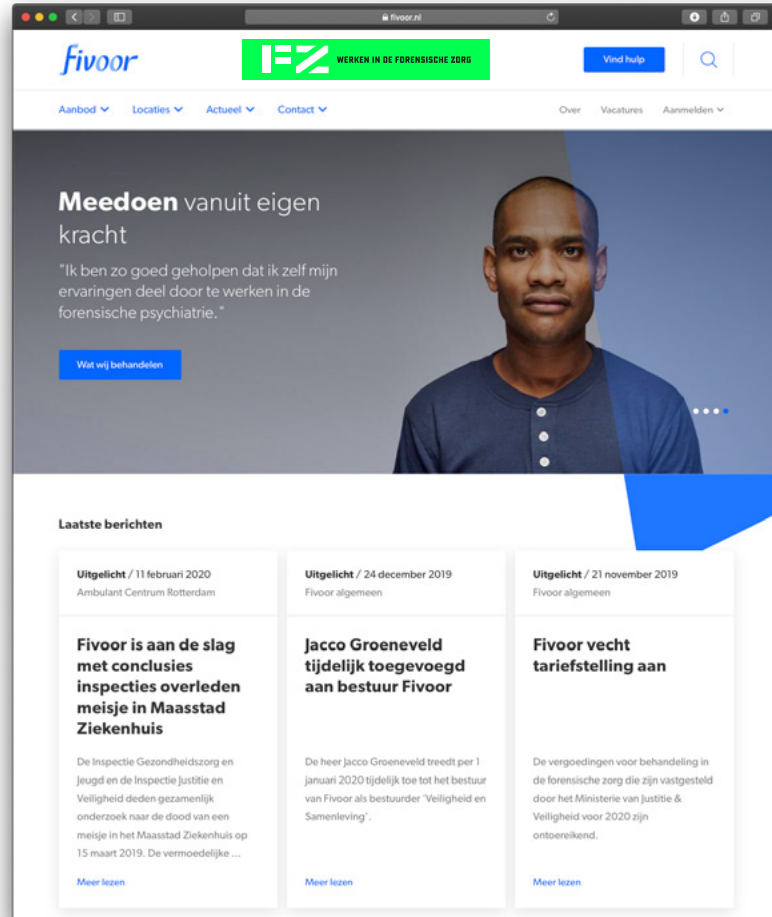 fivoor.nl
fivoor
FZ WERKEN IN DE FORENSISCHE ZORG
Vind hulp
Aanbod Locaties Actueel Contact
Over Vacatures Aanmelden
Meedoen vanuit eigen
kracht
"Ik ben zo goed geholpen dat ik zelf mijn
ervaringen deel door te werken in de
forensische psychiatrie."
Wat wij behandelen
Laatste berichten
Uitgelicht / 11 februari 2020
Ambulant Centrum Rotterdam
Fivoor is aan de slag
met conclusies
inspecties overleden
meisje in Maasstad
Ziekenhuis
De Inspectie Gezondheidszorg en
Jeugd en de Inspectie Justitie en
Veiligheid deden gezamenlijk
onderzoek naar de dood van een
meisje in het Maasstad Ziekenhuis op
15 maart 2019. De vermoedelijke ...
Meer lezen
Uitgelicht / 24 december 2019
Fivoor algemeen
Jacco Groeneveld
tijdelijk toegevoegd
aan bestuur Fivoor
De heer Jacco Groeneveld treedt per 1
januari 2020 tijdelijk toe tot het bestuur
van Fivoor als bestuurder 'Veiligheid en
Samenleving'.
Meer lezen
Uitgelicht / 21 november 2019
Fivoor algemeen
Fivoor vecht
tariefstelling aan
De vergoedingen voor behandeling in
de forensische zorg die zijn vastgesteld
door het Ministerie van Justitie &
Veiligheid voor 2020 zijn
ontoereikend.
Meer lezen